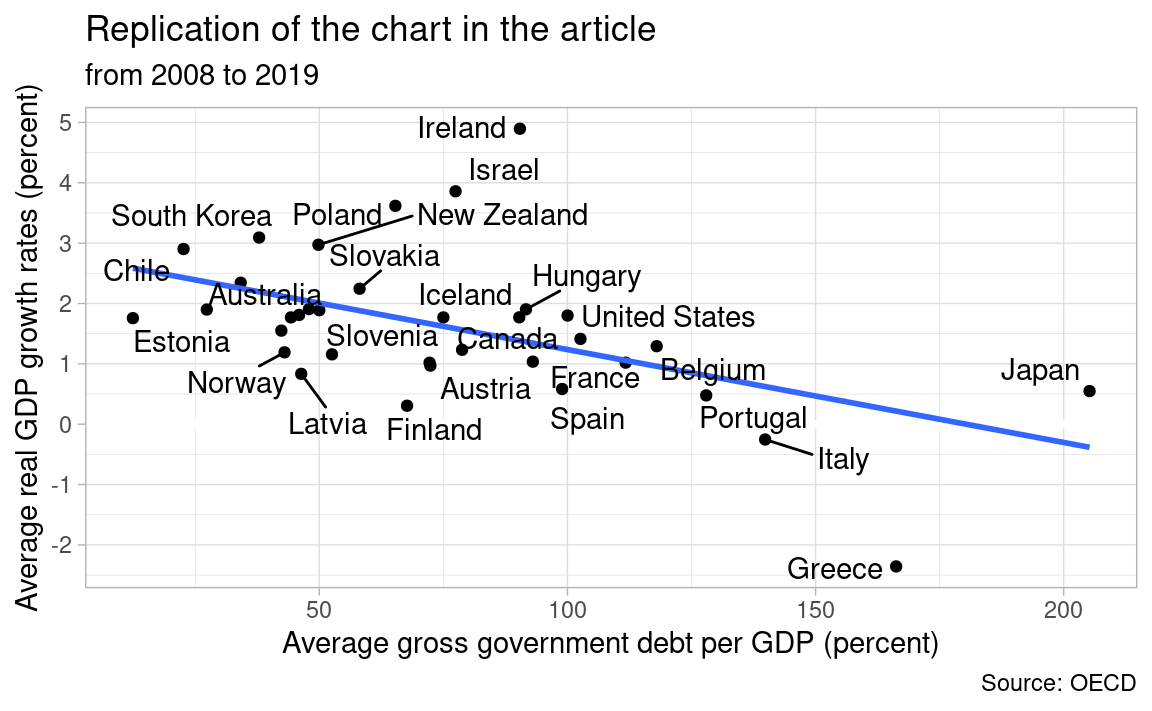 Replication of the chart in the article
from 2008 to 2019
Average real GDP growth rates (percent)
5
4
3
2
1
0
-1
-2
Ireland
Israel
South Korea
Poland
New Zealand
Slovakia
Chile
Hungary
Australia
Iceland
United States
Estonia
Slovenia
Canada
Norway
Austria
France
Belgium
Japan
Latvia
Finland
Spain
Portugal
Italy
Greece
50
100
150
200
Average gross government debt per GDP (percent)
Source: OECD